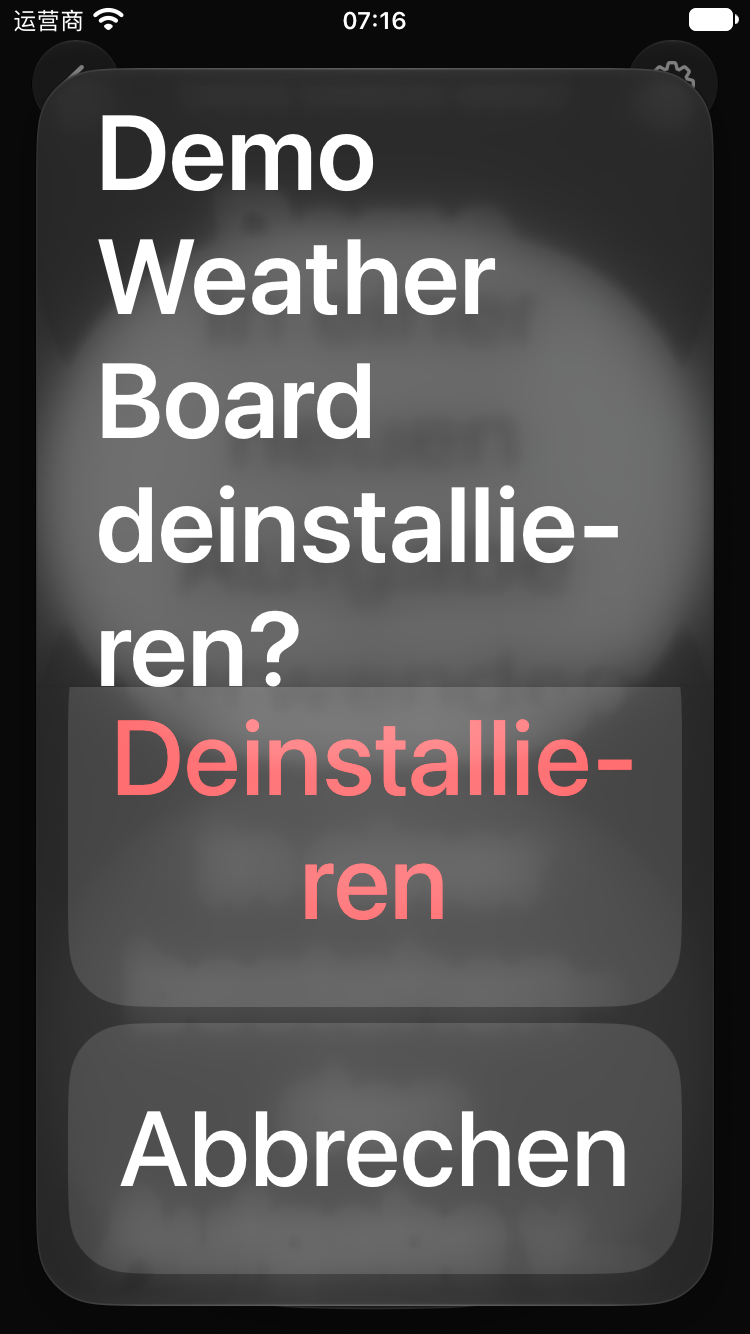 运营商 07:16
Demo
Weather
Board
deinstallie-
ren?
Deinstallie-
ren
Abbrechen